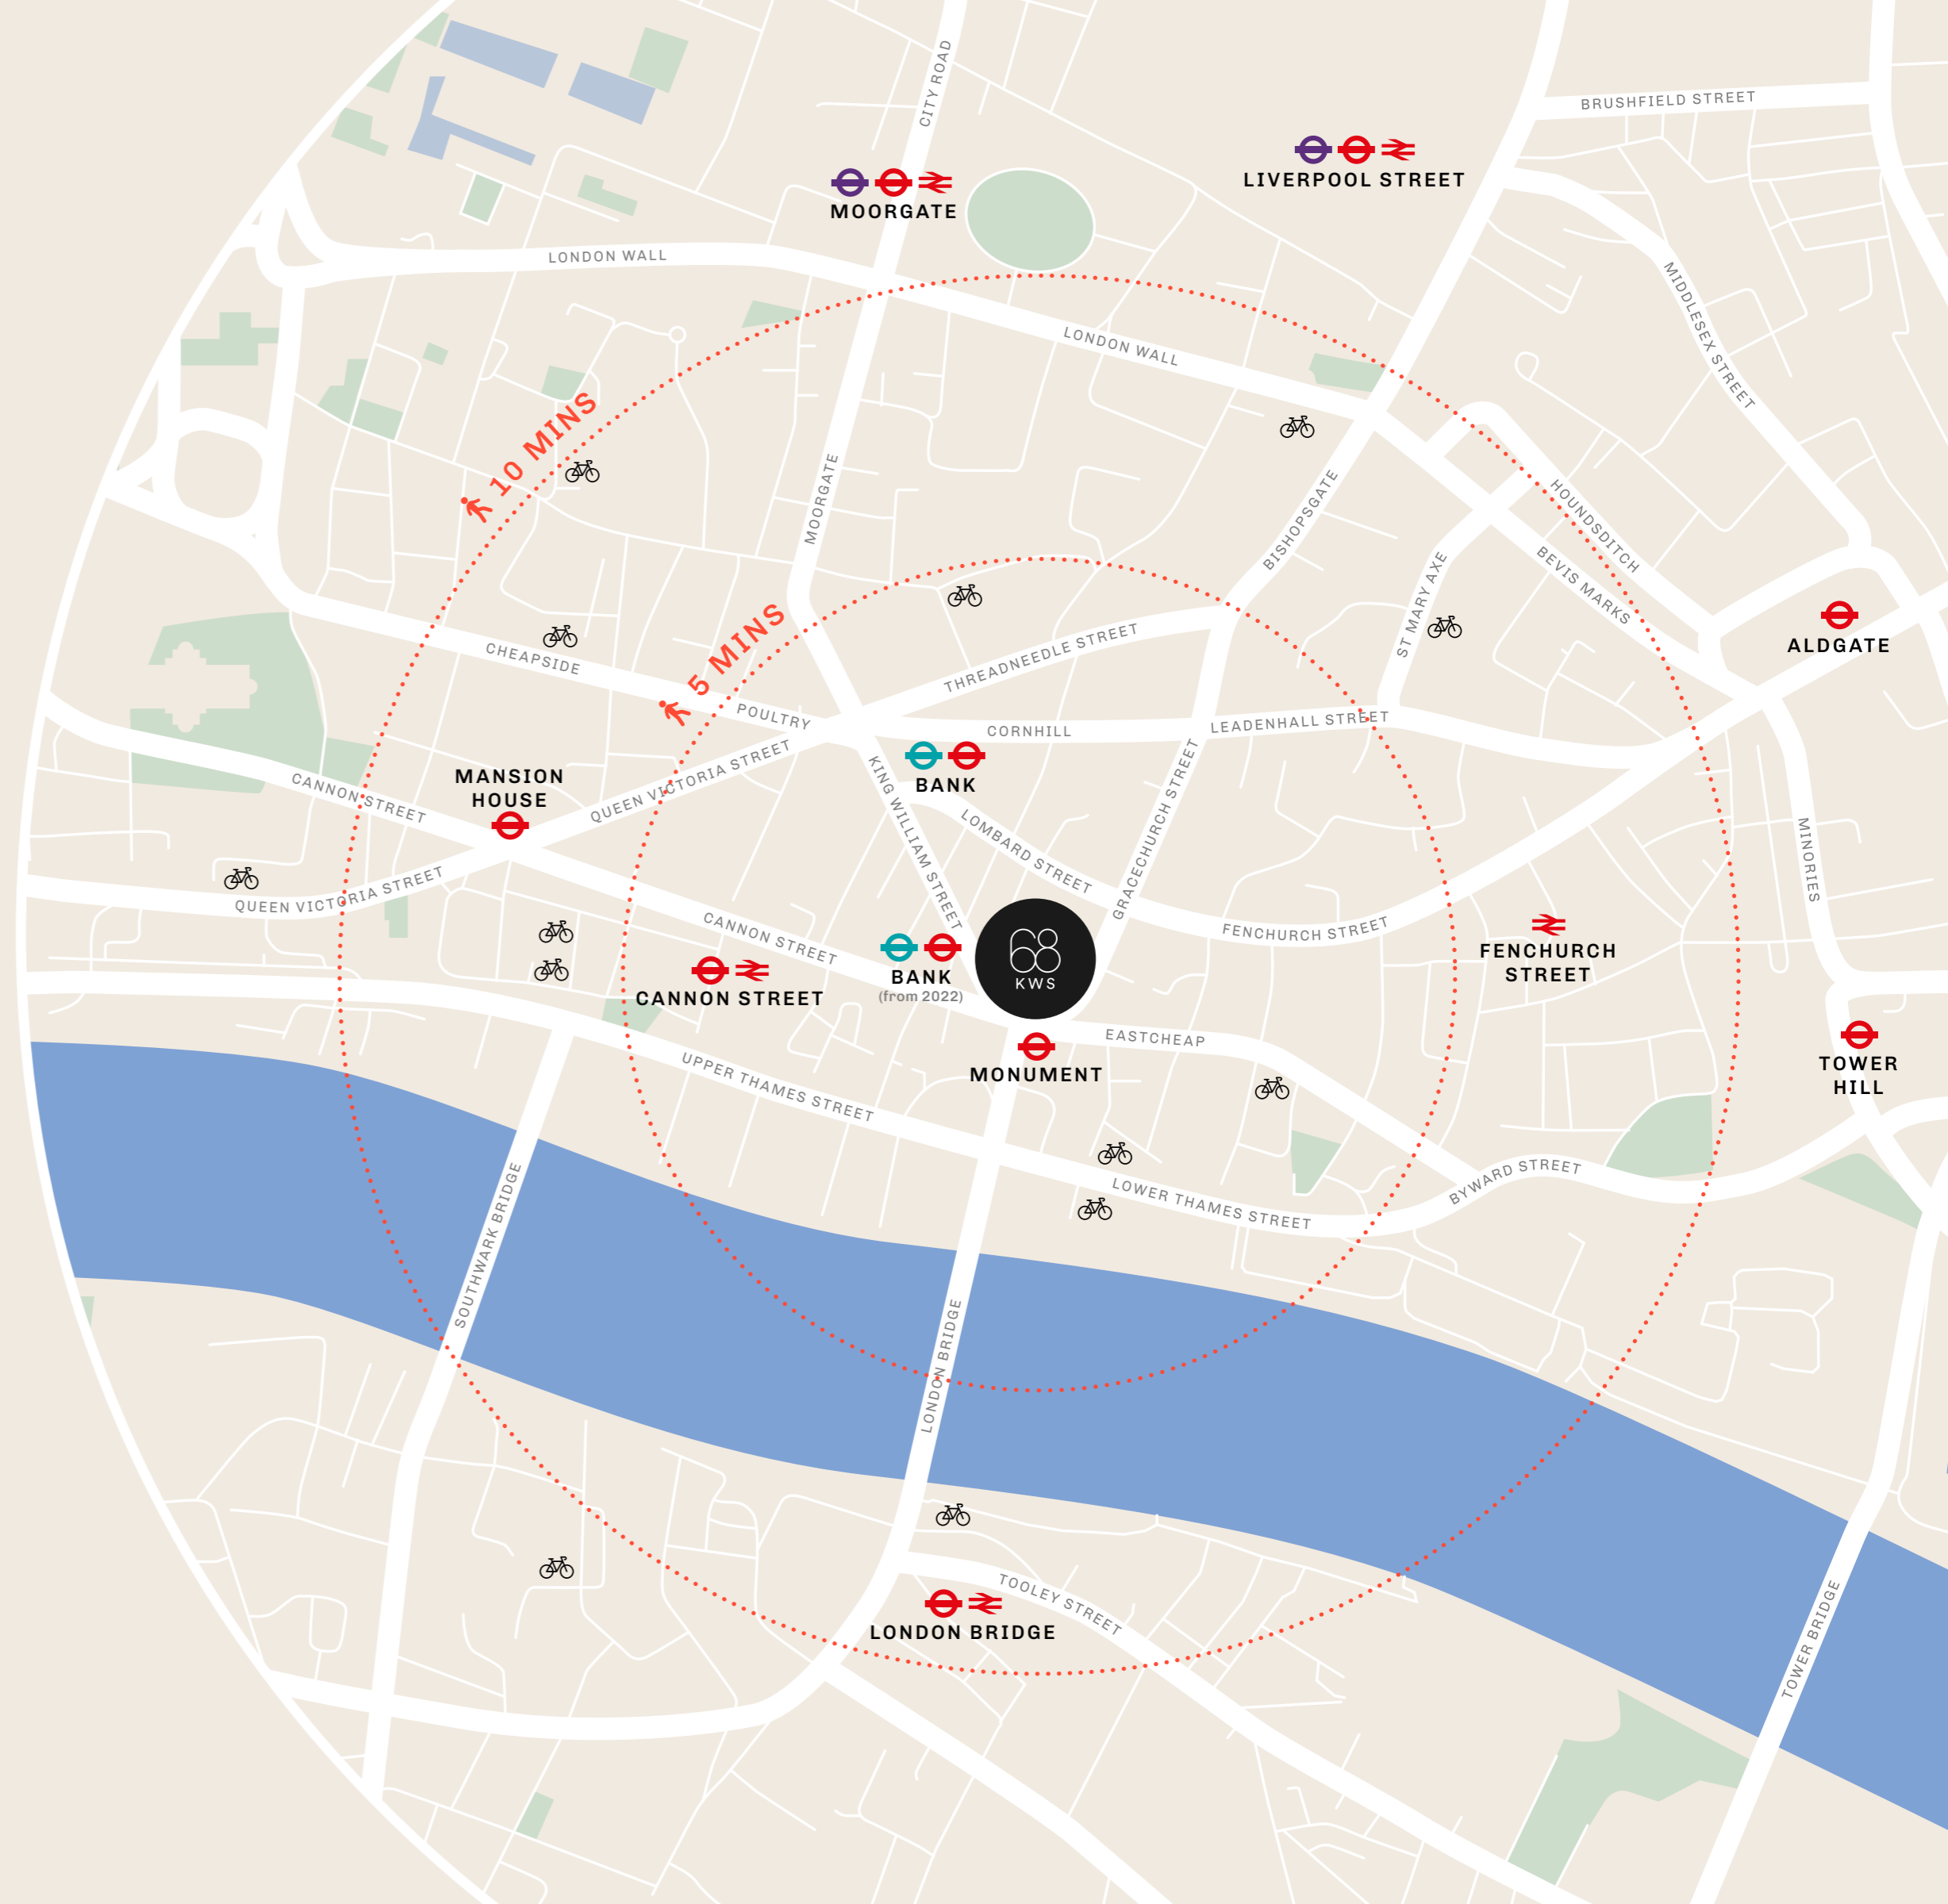 CITY ROAD
BRUSHFIELD STREET
LIVERPOOL STREET
MOORGATE
LONDON WALL
MIDDLESEX STREET
LONDON WALL
10 MINS
MOORGATE
BISHOPSGATE
HOUNDSDITCH
BEVIS MARKS
ST MARY AXE
ALDGATE
5 MINS
CHEAPSIDE
THREADNEEDLE STREET
POULTRY
CORNHILL
LEADENHALL STREET
BANK
MANSION
HOUSE
QUEEN VICTORIA STREET
CANNON STREET
KING WILLIAM STREET
LOMBARD STREET
GRACECHURCH STREET
MINORIES
QUEEN VICTORIA STREET
CANNON STREET
FENCHURCH STREET
FENCHURCH
STREET
68
KWS
BANK
(from 2022)
CANNON STREET
EASTCHEAP
MONUMENT
TOWER
HILL
UPPER THAMES STREET
LOWER THAMES STREET
BYWARD STREET
SOUTHWARK BRIDGE
LONDON BRIDGE
TOOLEY STREET
LONDON BRIDGE
TOWER BRIDGE